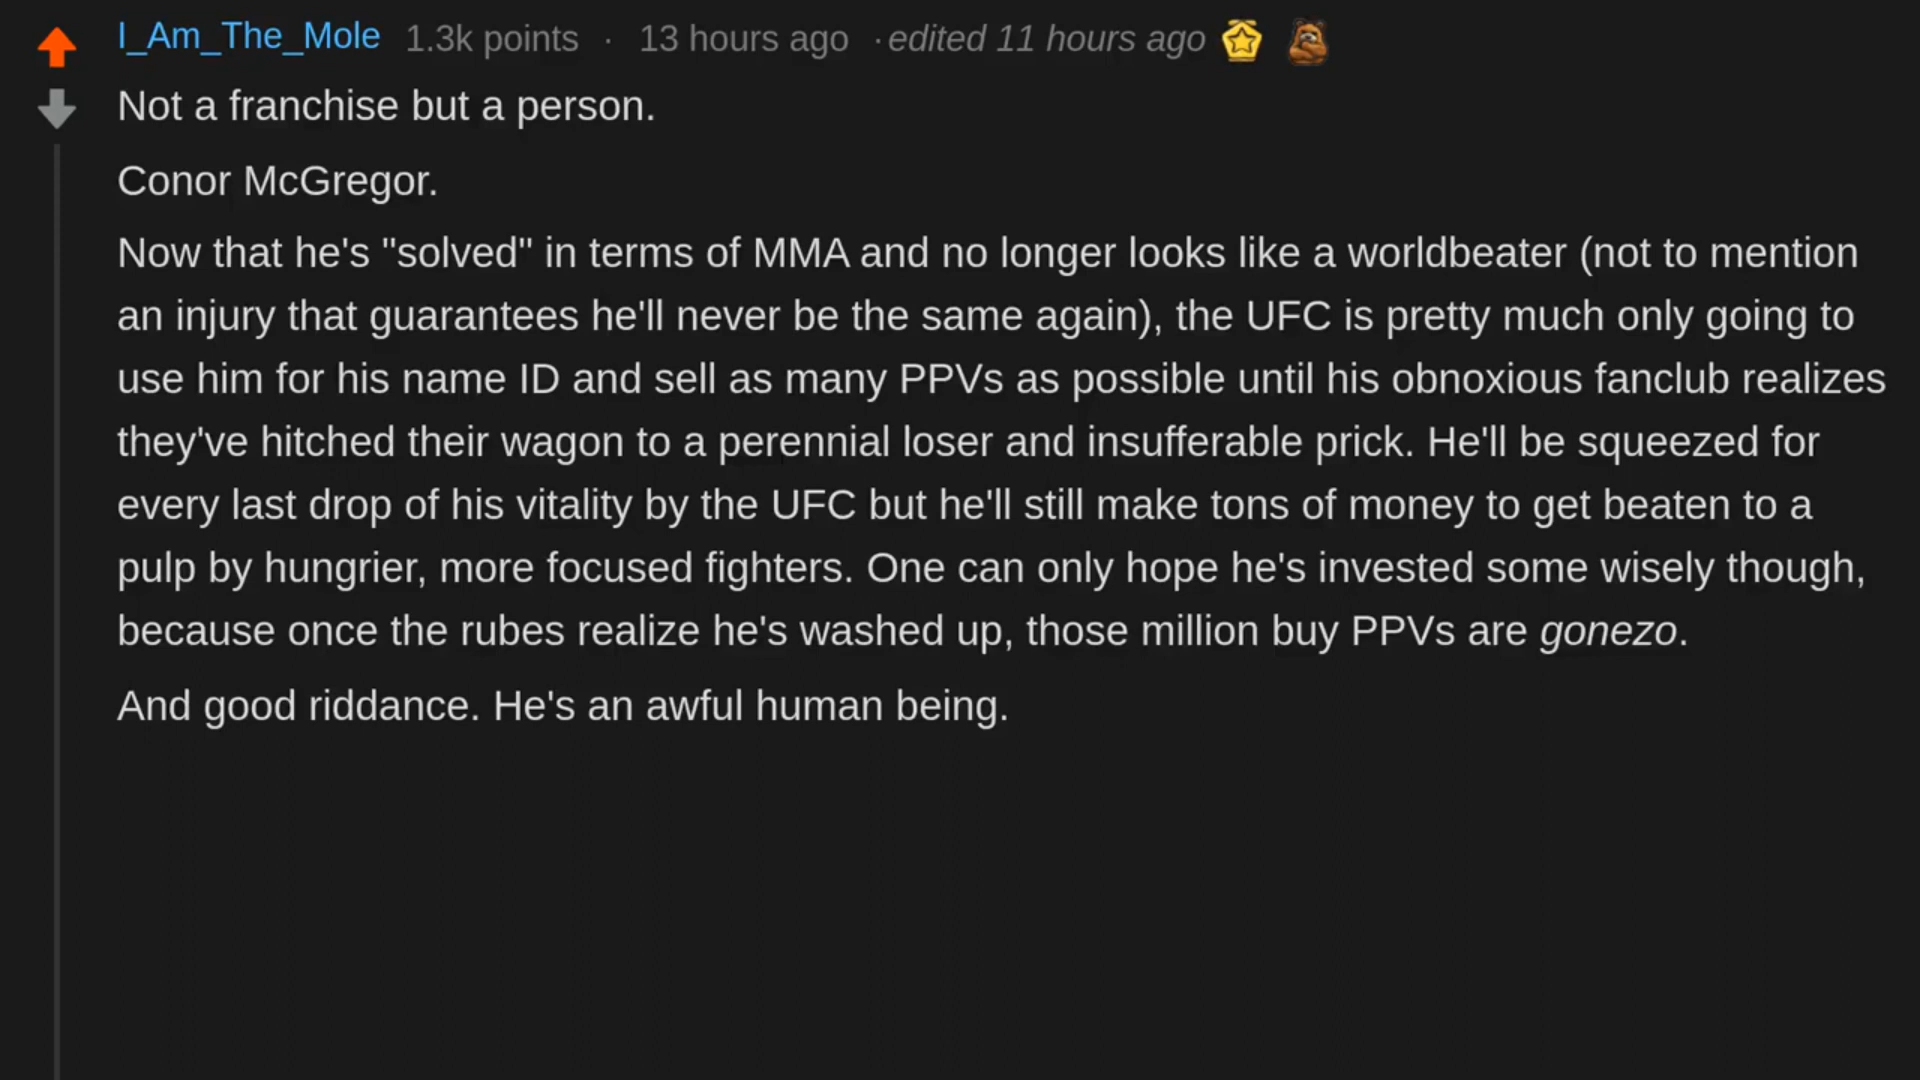 I_Am_The_Mole 1.3k points · 13 hours ago · edited 11 hours ago
Not a franchise but a person.
Conor McGregor.
Now that he's "solved" in terms of MMA and no longer looks like a worldbeater (not to mention
an injury that guarantees he'll never be the same again), the UFC is pretty much only going to
use him for his name ID and sell as many PPVs as possible until his obnoxious fanclub realizes
they've hitched their wagon to a perennial loser and insufferable prick. He'll be squeezed for
every last drop of his vitality by the UFC but he'll still make tons of money to get beaten to a
pulp by hungrier, more focused fighters. One can only hope he's invested some wisely though,
because once the rubes realize he's washed up, those million buy PPVs are gonezo.
And good riddance. He's an awful human being.